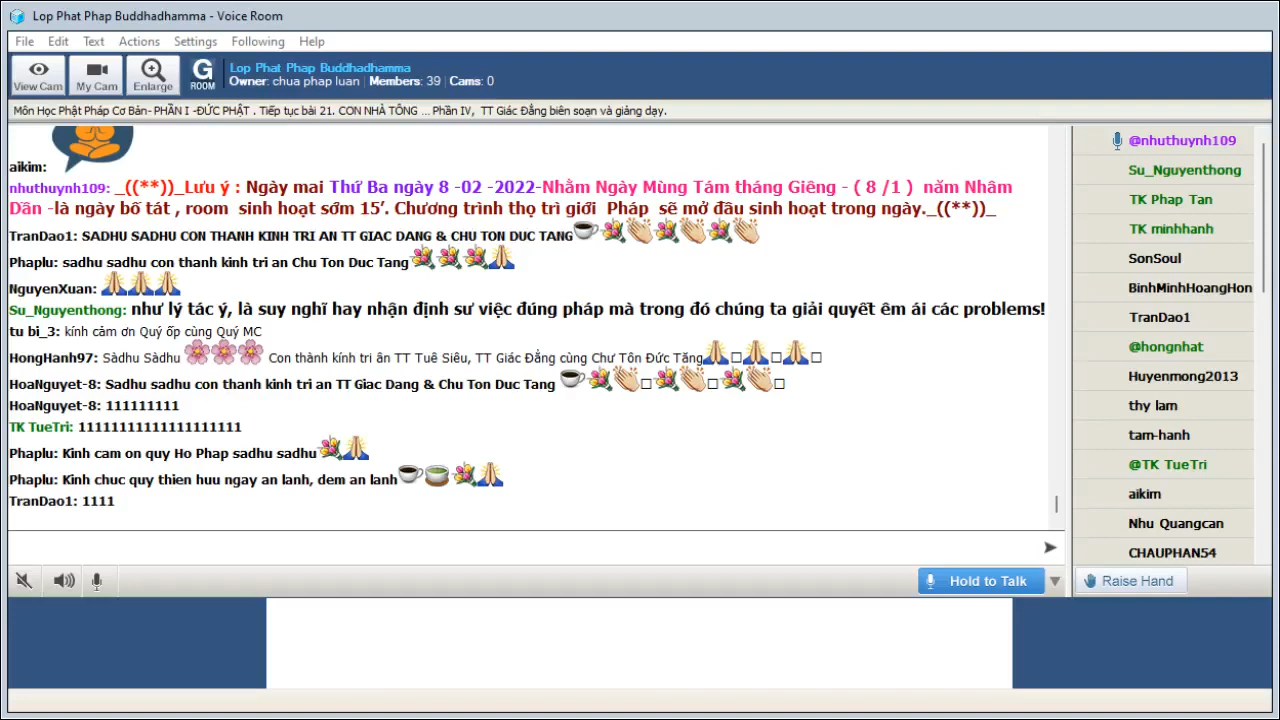 Lop Phat Phap Buddhadhamma - Voice Room
File Edit Text Actions Settings Following Help
View Cam My Cam Enlarge G ROOM
Lop Phat Phap Buddhadhamma
Owner: chua phap luan Members: 39 Cams: 0
Môn Học Phật Pháp Cơ Bản- PHẦN I -ĐỨC PHẬT . Tiếp tục bài 21. CON NHÀ TÔNG ... Phần IV, TT Giác Đẳng biên soạn và giảng dạy.
aikim:
nhuthuynh109: _((**))_Lưu ý : Ngày mai Thứ Ba ngày 8 -02 -2022-Nhằm Ngày Mùng Tám tháng Giêng - ( 8 /1 ) năm Nhâm
Dần -là ngày bố tát , room sinh hoạt sớm 15’. Chương trình thọ trì giới Pháp sẽ mở đầu sinh hoạt trong ngày._((**))_
TranDao1: SADHU SADHU CON THANH KINH TRI AN TT GIAC DANG & CHU TON DUC TANG
Phaplu: sadhu sadhu con thanh kinh tri an Chu Ton Duc Tang
NguyenXuan:
Su_Nguyenthong: như lý tác ý, là suy nghĩ hay nhận định sư việc đúng pháp mà trong đó chúng ta giải quyết êm ái các problems!
tu bi_3: kính cảm ơn Quý ốp cùng Quý MC
HongHanh97: Sàdhu Sàdhu Con thành kính tri ân TT Tuê Siêu, TT Giác Đẳng cùng Chư Tôn Đức Tăng
HoaNguyet-8: Sadhu sadhu con thanh kinh tri an TT Giac Dang & Chu Ton Duc Tang
HoaNguyet-8: 111111111
TK TueTri: 11111111111111111111
Phaplu: Kinh cam on quy Ho Phap sadhu sadhu
Phaplu: Kinh chuc quy thien huu ngay an lanh, dem an lanh
TranDao1: 1111
@nhuthuynh109
Su_Nguyenthong
TK Phap Tan
TK minhhanh
SonSoul
BinhMinhHoangHon
TranDao1
@hongnhat
Huyenmong2013
thy lam
tam-hanh
@TK TueTri
aikim
Nhu Quangcan
CHAUPHAN54
Hold to Talk
Raise Hand